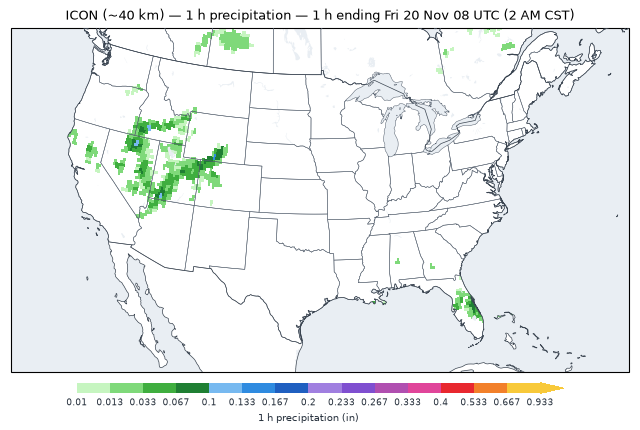 ICON (~40 km) — 1 h precipitation — 1 h ending Fri 20 Nov 08 UTC (2 AM CST)
0.01 0.013 0.033 0.067 0.1 0.133 0.167 0.2 0.233 0.267 0.333 0.4 0.533 0.667 0.933
1 h precipitation (in)